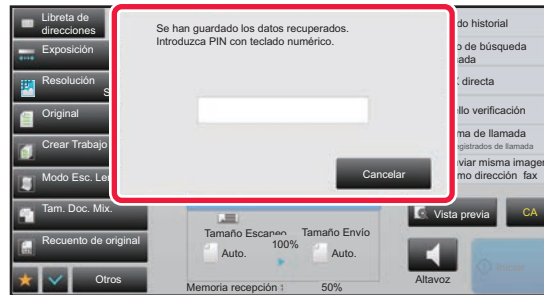 Libreta de
direcciones
Exposición
Resolución
S
Original
Crear Trabajo
Modo Esc. Le
Tam. Doc. Mix.
Recuento de original
Otros
Se han guardado los datos recuperados.
Introduzca PIN con teclado numérico.
Cancelar
Tamaño Escaneo
Tamaño Envío
Auto.
100%
Auto.
Memoria recepción :
50%
do historial
o de búsqueda
ada
directa
llo verificación
ma de llamada
egistrados de llamada
viar misma imagen
mo dirección fax
Vista previa
CA
Altavoz
Iniciar